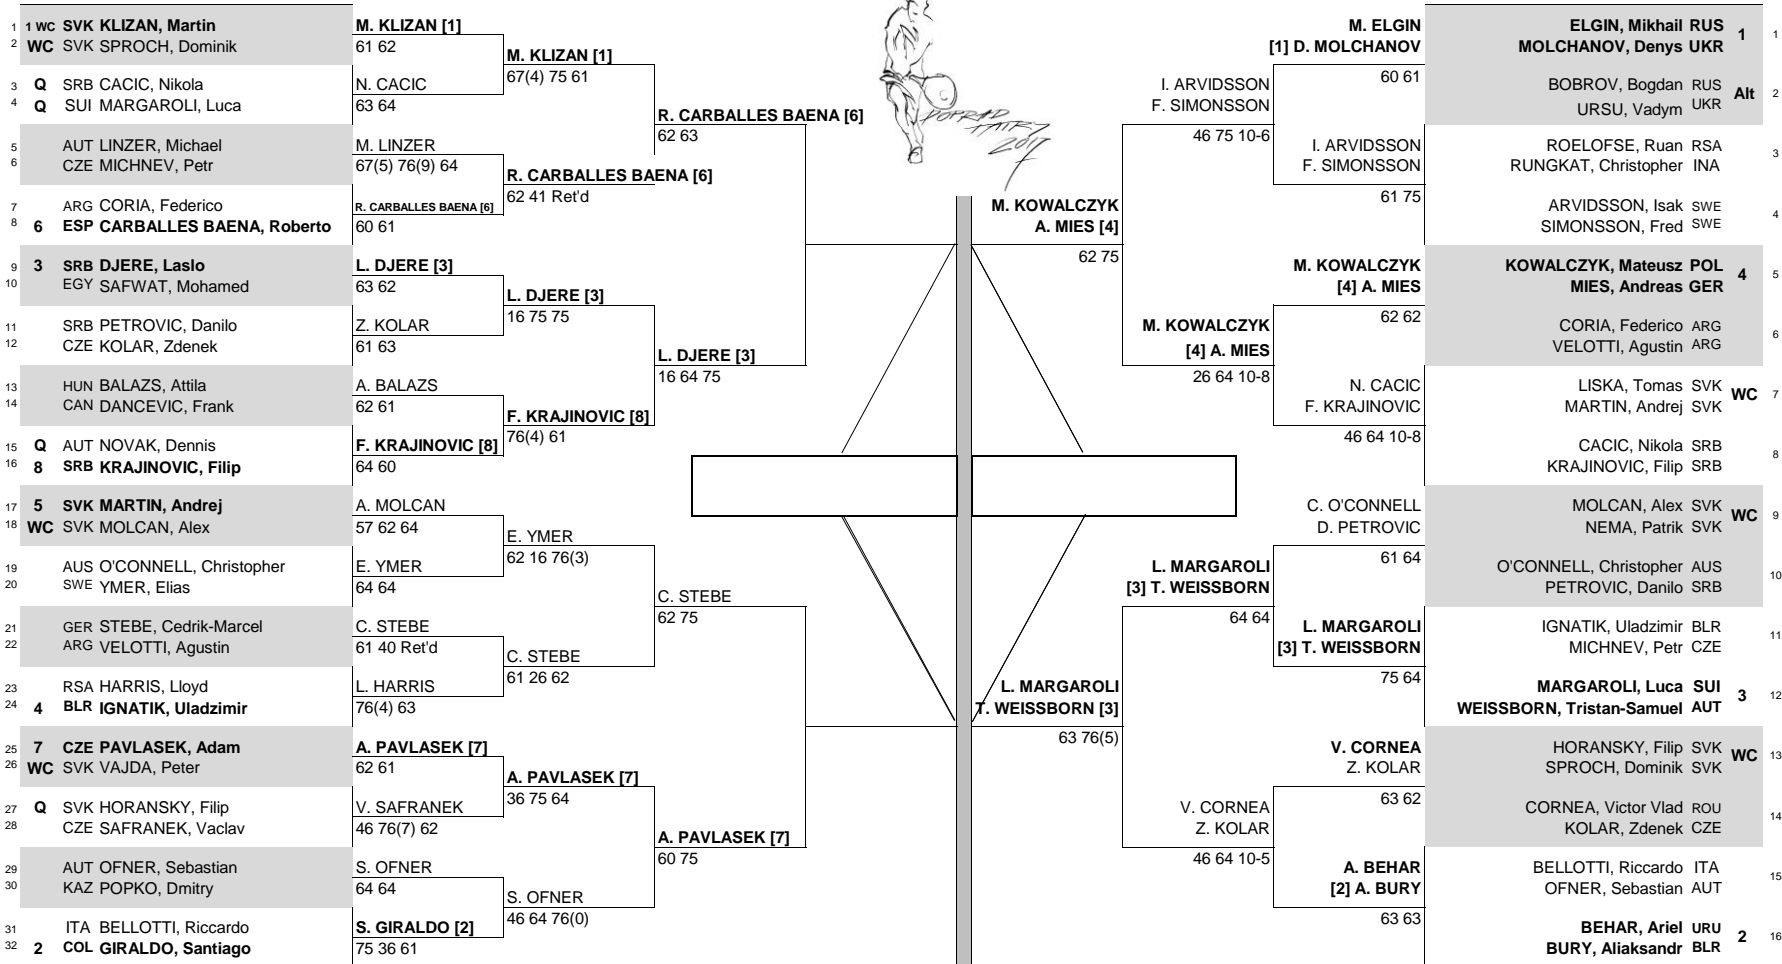 1 1 WC SVK KLIZAN, Martin
2 WC SVK SPROCH, Dominik
3 Q SRB CACIC, Nikola
4 Q SUI MARGAROLI, Luca
5 AUT LINZER, Michael
6 CZE MICHNEV, Petr
7 ARG CORIA, Federico
8 6 ESP CARBALLES BAENA, Roberto
9 3 SRB DJERE, Laslo
10 EGY SAFWAT, Mohamed
11 SRB PETROVIC, Danilo
12 CZE KOLAR, Zdenek
13 HUN BALAZS, Attila
14 CAN DANCEVIC, Frank
15 Q AUT NOVAK, Dennis
16 8 SRB KRAJINOVIC, Filip
17 5 SVK MARTIN, Andrej
18 WC SVK MOLCAN, Alex
19 AUS O'CONNELL, Christopher
20 SWE YMER, Elias
21 GER STEBE, Cedrik-Marcel
22 ARG VELOTTI, Agustin
23 RSA HARRIS, Lloyd
24 4 BLR IGNATIK, Uladzimir
25 7 CZE PAVLASEK, Adam
26 WC SVK VAJDA, Peter
27 Q SVK HORANSKY, Filip
28 CZE SAFRANEK, Vaclav
29 AUT OFNER, Sebastian
30 KAZ POPKO, Dmitry
31 ITA BELLOTTI, Riccardo
32 2 COL GIRALDO, Santiago
M. KLIZAN [1]
61 62
N. CACIC
63 64
M. LINZER
67(5) 76(9) 64
R. CARBALLES BAENA [6]
60 61
L. DJERE [3]
63 62
Z. KOLAR
61 63
A. BALAZS
62 61
F. KRAJINOVIC [8]
64 60
A. MOLCAN
57 62 64
E. YMER
64 64
C. STEBE
61 40 Ret'd
L. HARRIS
76(4) 63
A. PAVLASEK [7]
62 61
V. SAFRANEK
46 76(7) 62
S. OFNER
64 64
S. GIRALDO [2]
75 36 61
M. KLIZAN [1]
67(4) 75 61
R. CARBALLES BAENA [6]
62 41 Ret'd
L. DJERE [3]
16 75 75
F. KRAJINOVIC [8]
76(4) 61
E. YMER
62 16 76(3)
C. STEBE
61 26 62
A. PAVLASEK [7]
36 75 64
S. OFNER
46 64 76(0)
R. CARBALLES BAENA [6]
62 63
L. DJERE [3]
16 64 75
C. STEBE
62 75
A. PAVLASEK [7]
60 75
POPRAD
TATRY
2017
M. KOWALCZYK
A. MIES [4]
62 75
L. MARGAROLI
T. WEISSBORN [3]
63 76(5)
I. ARVIDSSON
F. SIMONSSON
46 75 10-6
M. KOWALCZYK
[4] A. MIES
26 64 10-8
L. MARGAROLI
[3] T. WEISSBORN
64 64
V. CORNEA
Z. KOLAR
46 64 10-5
M. ELGIN
[1] D. MOLCHANOV
60 61
I. ARVIDSSON
F. SIMONSSON
61 75
M. KOWALCZYK
[4] A. MIES
62 62
N. CACIC
F. KRAJINOVIC
46 64 10-8
C. O'CONNELL
D. PETROVIC
61 64
L. MARGAROLI
[3] T. WEISSBORN
75 64
V. CORNEA
Z. KOLAR
63 62
A. BEHAR
[2] A. BURY
63 63
ELGIN, Mikhail RUS
MOLCHANOV, Denys UKR
1 1
BOBROV, Bogdan RUS
URSU, Vadym UKR
Alt 2
ROELOFSE, Ruan RSA
RUNGKAT, Christopher INA
3
ARVIDSSON, Isak SWE
SIMONSSON, Fred SWE
4
KOWALCZYK, Mateusz POL
MIES, Andreas GER
4 5
CORIA, Federico ARG
VELOTTI, Agustin ARG
6
LISKA, Tomas SVK
MARTIN, Andrej SVK
WC 7
CACIC, Nikola SRB
KRAJINOVIC, Filip SRB
8
MOLCAN, Alex SVK
NEMA, Patrik SVK
WC 9
O'CONNELL, Christopher AUS
PETROVIC, Danilo SRB
10
IGNATIK, Uladzimir BLR
MICHNEV, Petr CZE
11
MARGAROLI, Luca SUI
WEISSBORN, Tristan-Samuel AUT
3 12
HORANSKY, Filip SVK
SPROCH, Dominik SVK
WC 13
CORNEA, Victor Vlad ROU
KOLAR, Zdenek CZE
14
BELLOTTI, Riccardo ITA
OFNER, Sebastian AUT
15
BEHAR, Ariel URU
BURY, Aliaksandr BLR
2 16